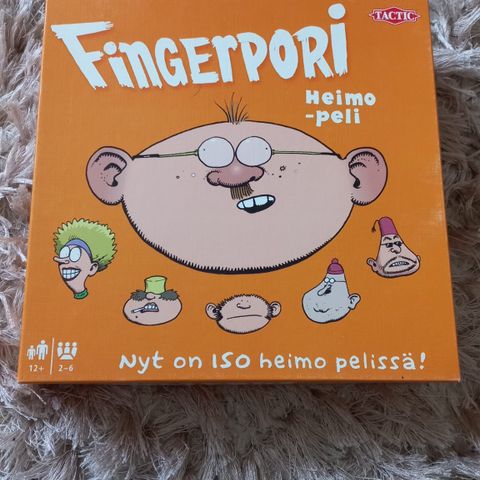 TACTIC
FINGERPORI
Heimo
-peli
Nyt on 150 heimo pelissä!
12+ 2-6